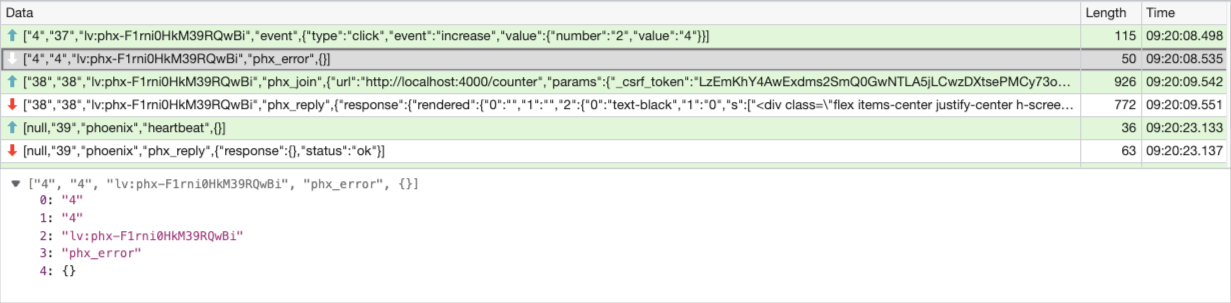 Data Length Time
["4","37","lv:phx-F1rni0HkM39RQwBi","event",{"type":"click","event":"increase","value":{"number":"2","value":"4"}}] 115 09:20:08.498
["4","4","lv:phx-F1rni0HkM39RQwBi","phx_error",{}] 50 09:20:08.535
["38","38","lv:phx-F1rni0HkM39RQwBi","phx_join",{"url":"http://localhost:4000/counter","params":{"_csrf_token":"LzEmKhY4AwExdms2SmQ0GwNTLA5jLCwzDXtsePMCy73o... 926 09:20:09.542
["38","38","lv:phx-F1rni0HkM39RQwBi","phx_reply",{"response":{"rendered":{"0":"","1":"","2":{"0":"text-black","1":"0","s":["<div class=\"flex items-center justify-center h-scree... 772 09:20:09.551
[null,"39","phoenix","heartbeat",{}] 36 09:20:23.133
[null,"39","phoenix","phx_reply",{"response":{},"status":"ok"}] 63 09:20:23.137
["4", "4", "lv:phx-F1rni0HkM39RQwBi", "phx_error", {}]
0: "4"
1: "4"
2: "lv:phx-F1rni0HkM39RQwBi"
3: "phx_error"
4: {}